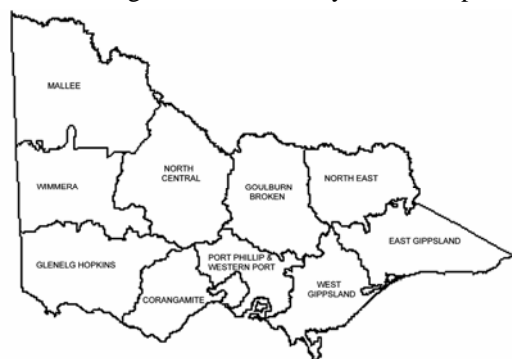 MALLEE
WIMMERA
NORTH
CENTRAL
GOULBURN
BROKEN
NORTH EAST
EAST GIPPSLAND
GLENELG HOPKINS
PORT PHILLIP &
WESTERN PORT
WEST
GIPPSLAND
CORANGAMITE